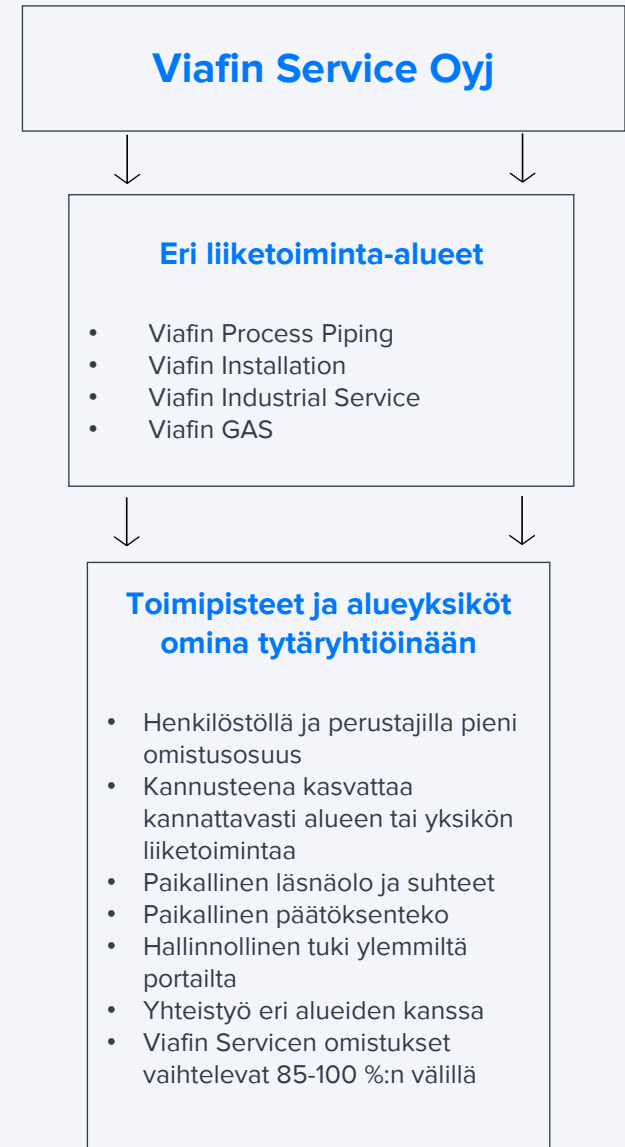 Viafin Service Oyj
Eri liiketoiminta-alueet
• Viafin Process Piping
• Viafin Installation
• Viafin Industrial Service
• Viafin GAS
Toimipisteet ja alueyksiköt
omina tytäryhtiöinään
• Henkilöstöllä ja perustajilla pieni
omistusosuus
• Kannusteena kasvattaa
kannattavasti alueen tai yksikön
liiketoimintaa
• Paikallinen läsnäolo ja suhteet
• Paikallinen päätöksenteko
• Hallinnollinen tuki ylemmiltä
portailta
• Yhteistyö eri alueiden kanssa
• Viafin Servicen omistukset
vaihtelevat 85-100 %:n välillä